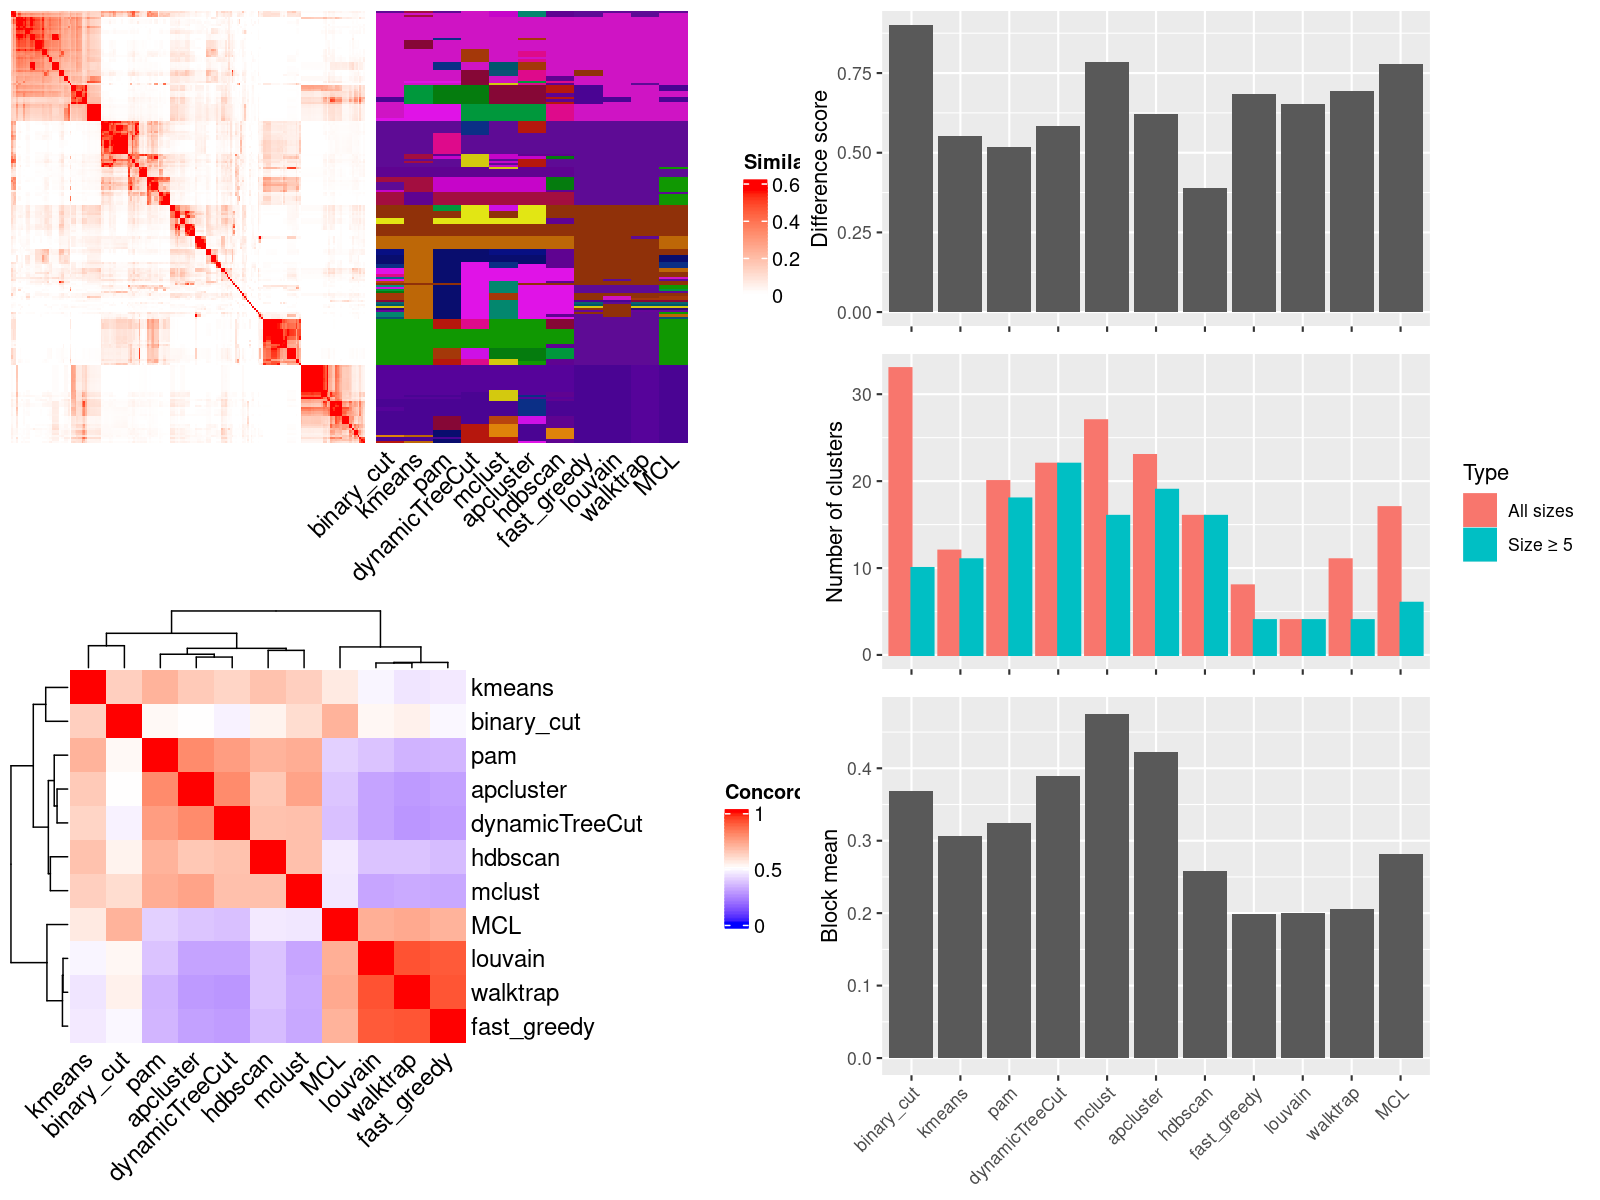 Simila
0.6
0.4
0.2
0
binary_cut
kmeans
pam
dynamicTreeCut
mclust
apcluster
hdbscan
fast_greedy
louvain
walktrap
MCL
kmeans
binary_cut
pam
apcluster
dynamicTreeCut
hdbscan
mclust
MCL
louvain
walktrap
fast_greedy
kmeans
binary_cut
pam
apcluster
dynamicTreeCut
hdbscan
mclust
MCL
louvain
walktrap
fast_greedy
Concord
1
0.5
0
Difference score
0.75
0.50
0.25
0.00
Number of clusters
30
20
10
0
Type
All sizes
Size ≥ 5
Block mean
0.4
0.3
0.2
0.1
0.0
binary_cut
kmeans
pam
dynamicTreeCut
mclust
apcluster
hdbscan
fast_greedy
louvain
walktrap
MCL